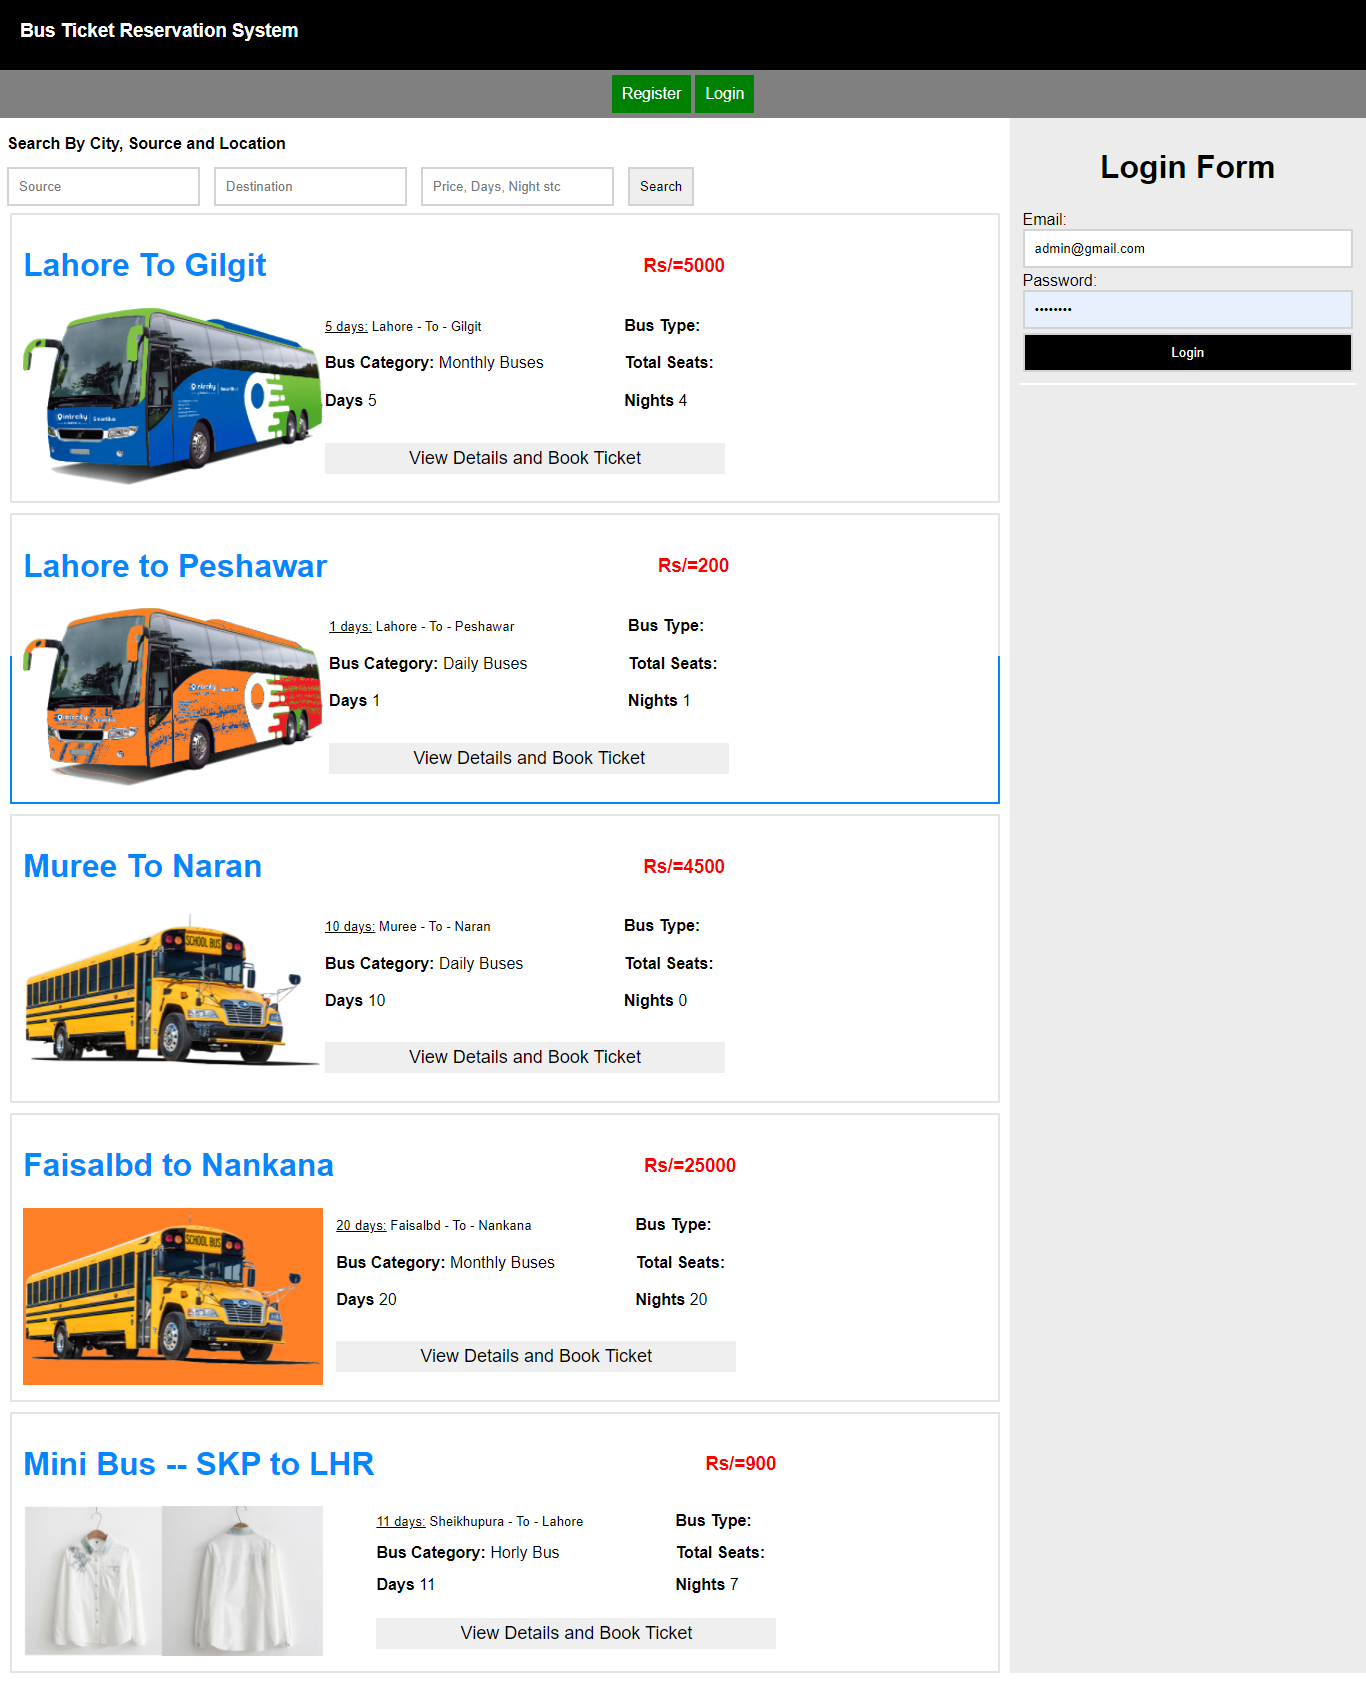 Bus Ticket Reservation System
Register Login
Search By City, Source and Location
Source Destination Price, Days, Night stc Search
Login Form
Email:
admin@gmail.com
Password:
••••••••
Login
Lahore To Gilgit Rs/=5000
5 days: Lahore - To - Gilgit Bus Type:
Bus Category: Monthly Buses Total Seats:
Days 5 Nights 4
View Details and Book Ticket
Lahore to Peshawar Rs/=200
1 days: Lahore - To - Peshawar Bus Type:
Bus Category: Daily Buses Total Seats:
Days 1 Nights 1
View Details and Book Ticket
Muree To Naran Rs/=4500
SCHOOL BUS
10 days: Muree - To - Naran Bus Type:
Bus Category: Daily Buses Total Seats:
Days 10 Nights 0
View Details and Book Ticket
Faisalbd to Nankana Rs/=25000
SCHOOL BUS
20 days: Faisalbd - To - Nankana Bus Type:
Bus Category: Monthly Buses Total Seats:
Days 20 Nights 20
View Details and Book Ticket
Mini Bus -- SKP to LHR Rs/=900
11 days: Sheikhupura - To - Lahore Bus Type:
Bus Category: Horly Bus Total Seats:
Days 11 Nights 7
View Details and Book Ticket